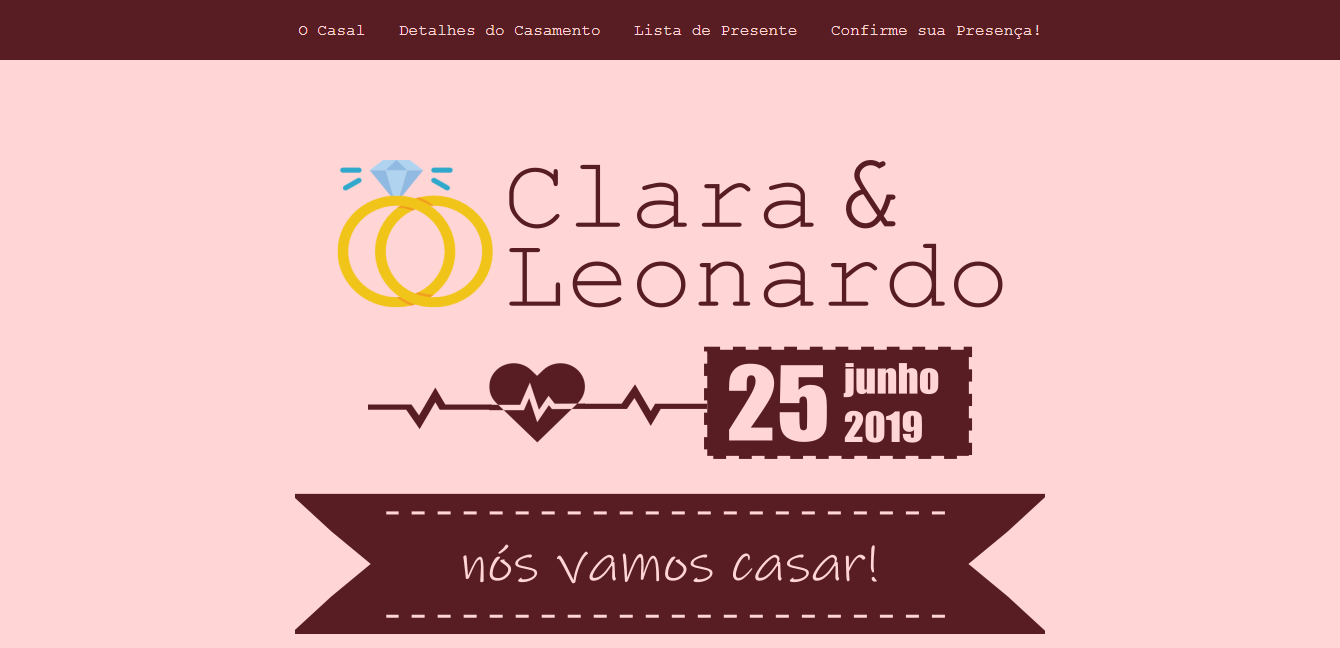 O Casal Detalhes do Casamento Lista de Presente Confirme sua Presença!
Clara &
Leonardo
25 junho
2019
nós vamos casar!